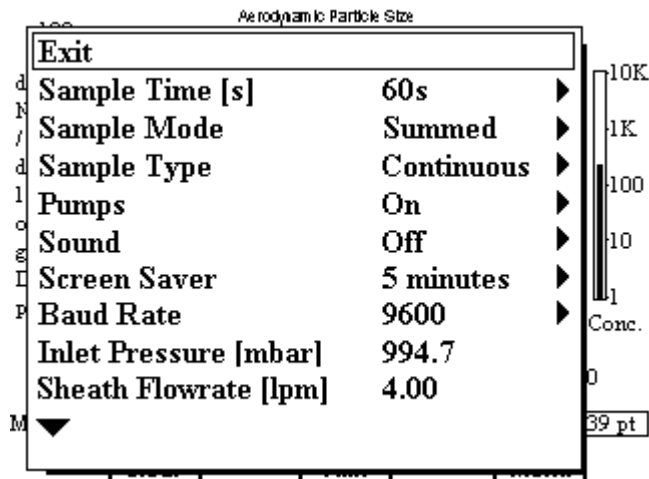 Aerodynamic Particle Size
Exit
Sample Time [s] 60s
Sample Mode Summed
Sample Type Continuous
Pumps On
Sound Off
Screen Saver 5 minutes
Baud Rate 9600
Inlet Pressure [mbar] 994.7
Sheath Flowrate [lpm] 4.00
10K
1K
100
10
1
Conc.
0
39 pt
d
N
/
d
l
o
g
D
P
M